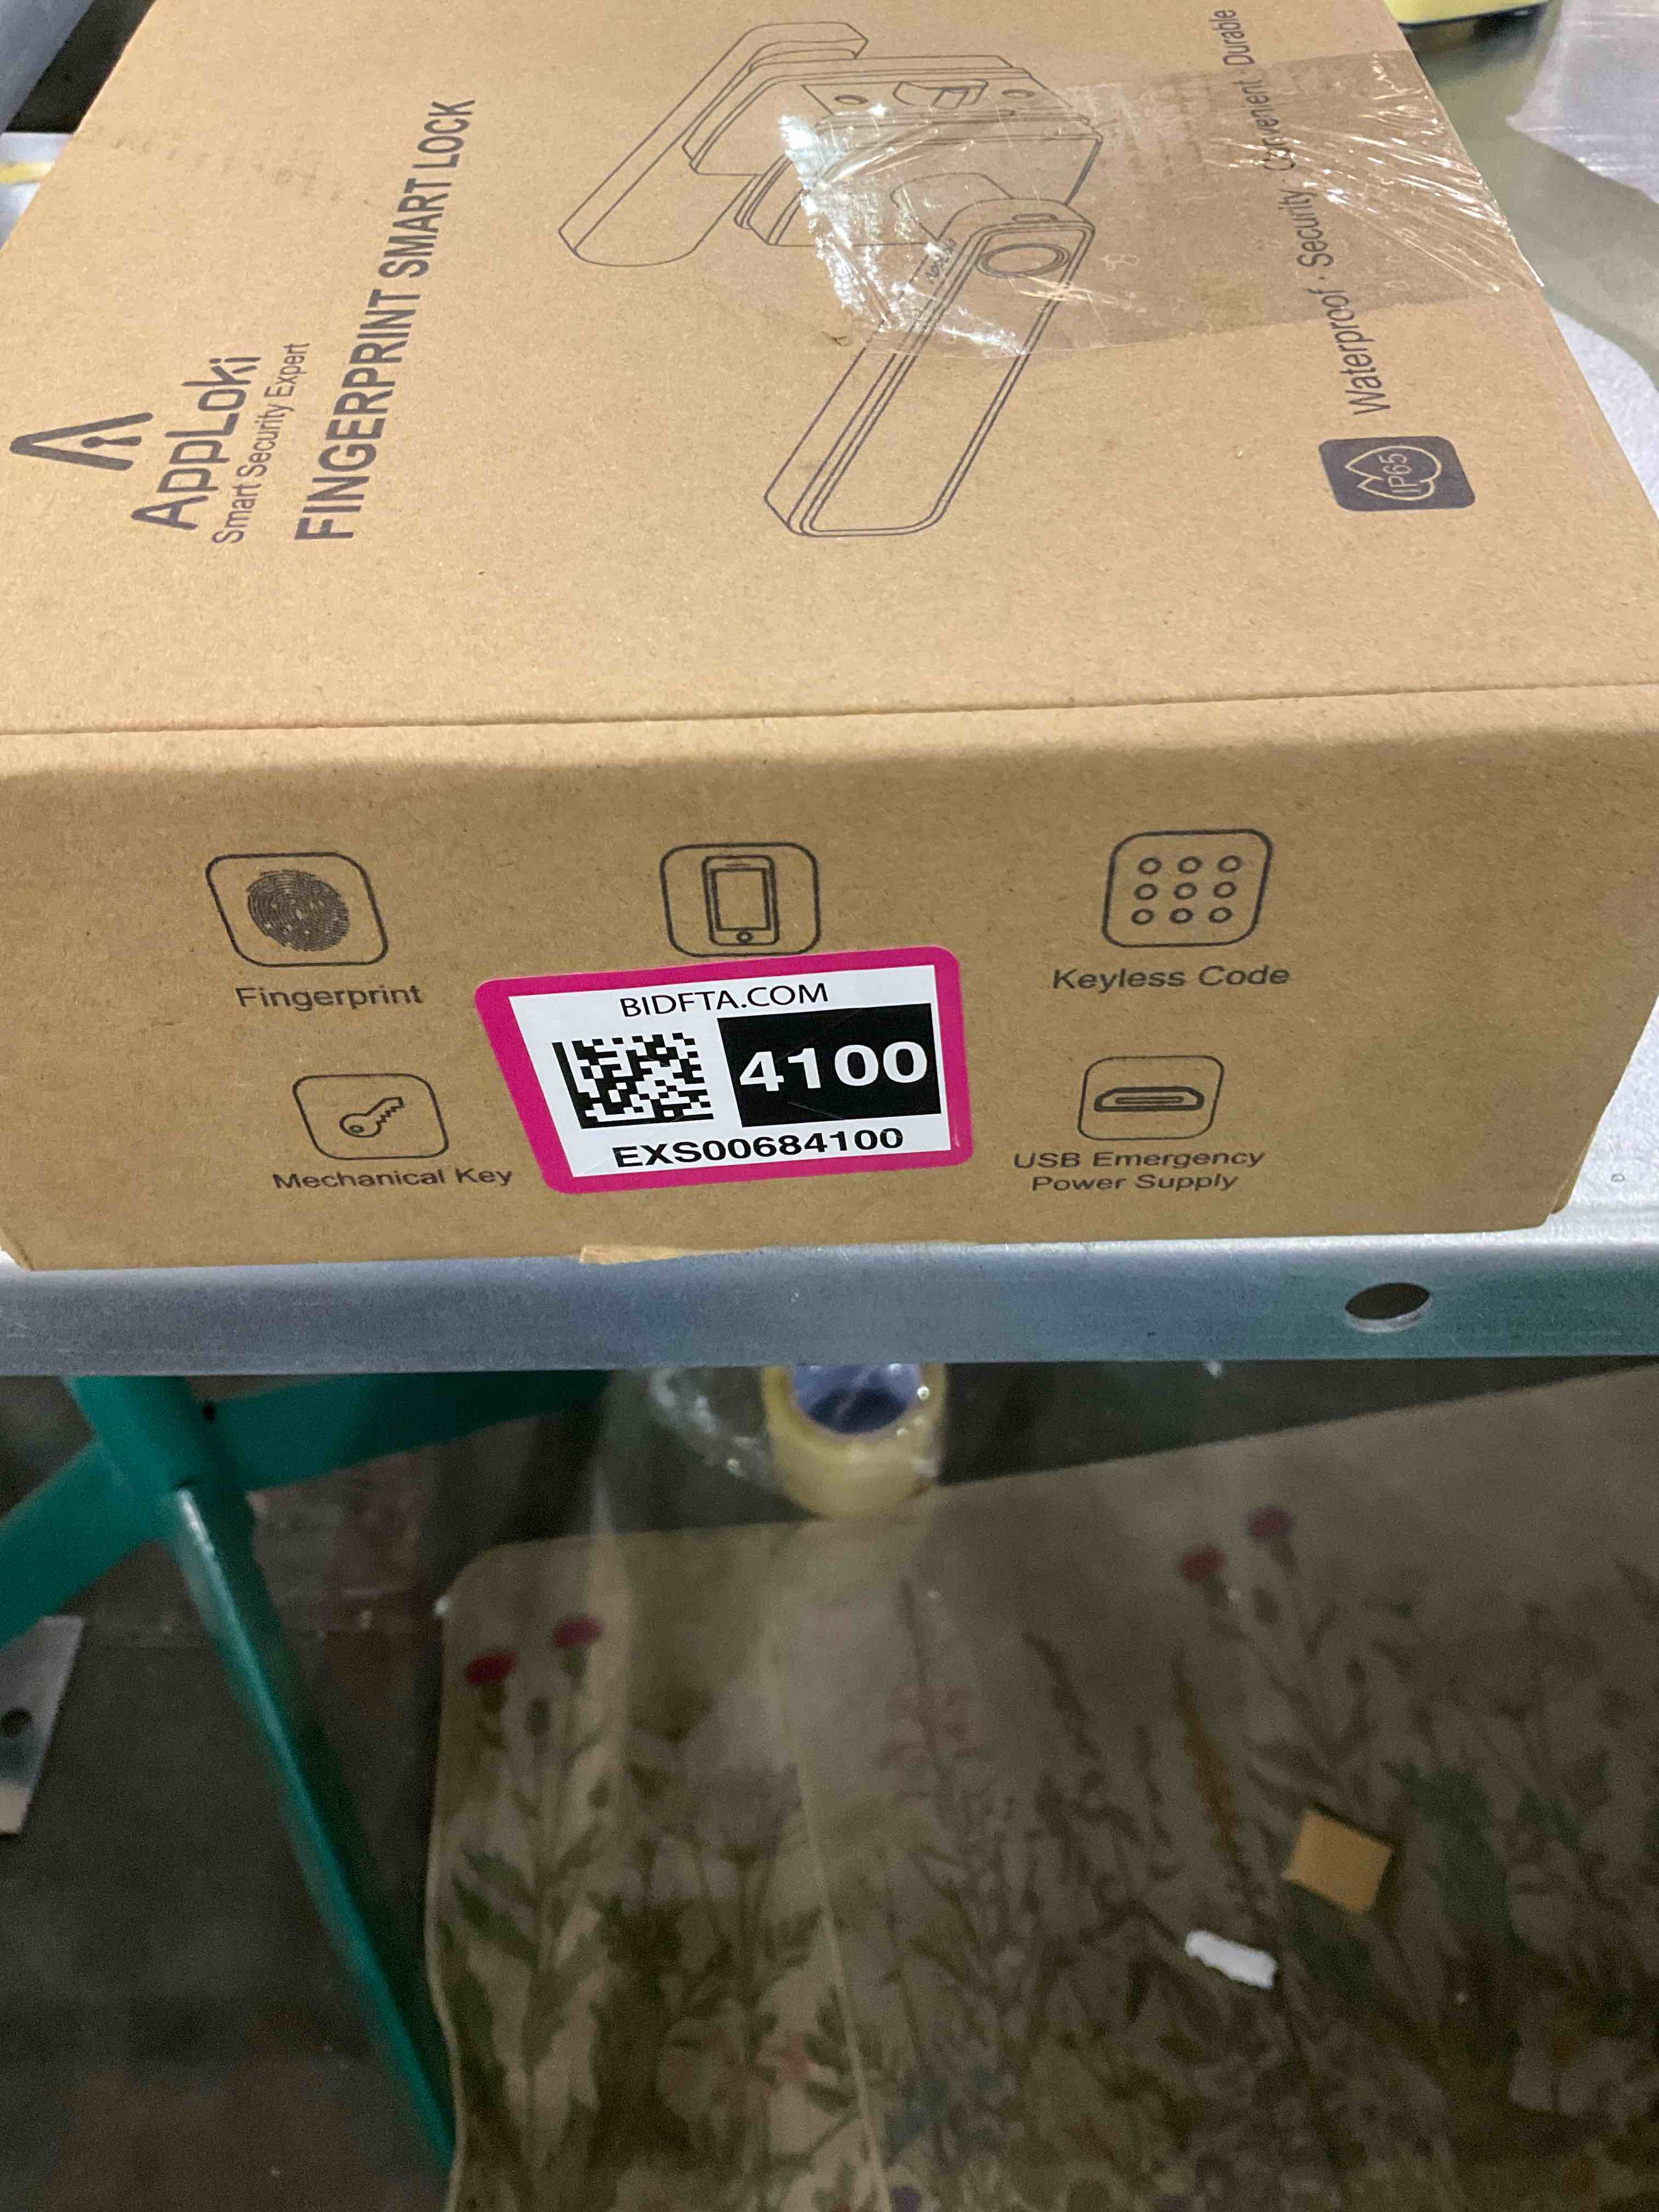 AppLoki
Smart Security Expert
FINGERPRINT SMART LOCK
IP65
Waterproof · Security, Convenient · Durable
Fingerprint
Keyless Code
BIDFTA.COM
4100
EXS00684100
Mechanical Key
USB Emergency
Power Supply